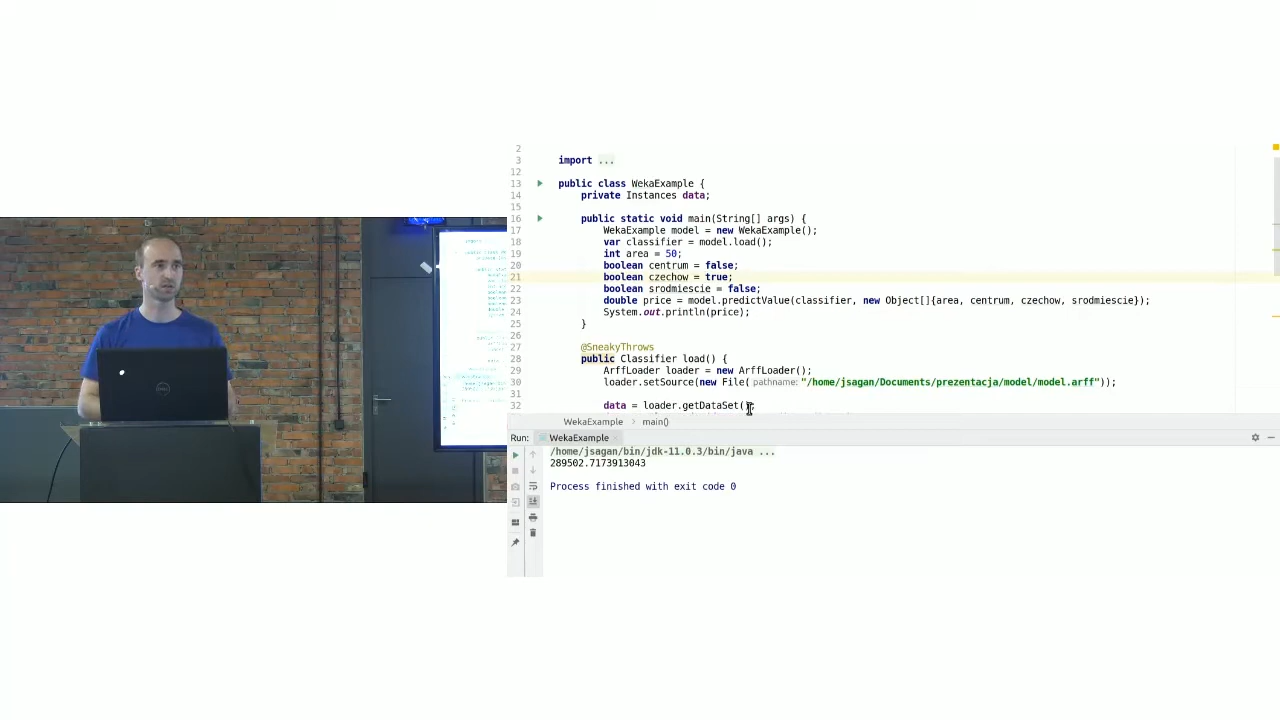 2
3 import ...
12
13 public class WekaExample {
14 private Instances data;
15
16 public static void main(String[] args) {
17 WekaExample model = new WekaExample();
18 var classifier = model.load();
19 int area = 50;
20 boolean centrum = false;
21 boolean czechow = true;
22 boolean srodmiescie = false;
23 double price = model.predictValue(classifier, new Object[]{area, centrum, czechow, srodmiescie});
24 System.out.println(price);
25 }
26
27 @SneakyThrows
28 public Classifier load() {
29 ArffLoader loader = new ArffLoader();
30 loader.setSource(new File( pathname: "/home/jsagan/Documents/prezentacja/model/model.arff"));
31
32 data = loader.getDataSet();
WekaExample > main()
Run: WekaExample
/home/jsagan/bin/jdk-11.0.3/bin/java ...
289502.7173913043
Process finished with exit code 0
DELL